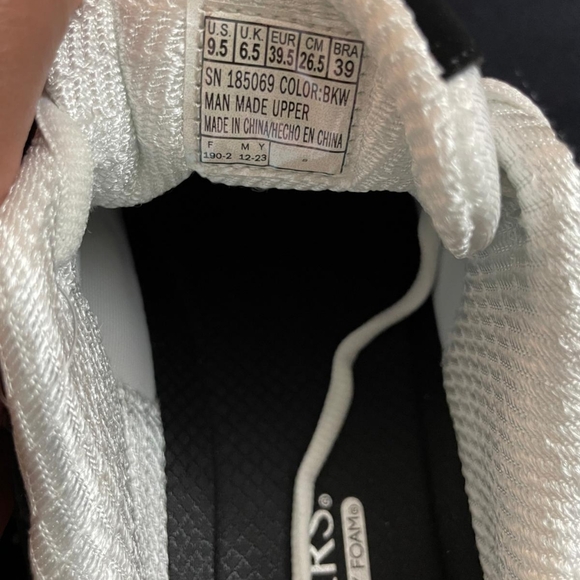 U.S. U.K. EUR CM BRA
9.5 6.5 39.5 26.5 39
SN 185069 COLOR:BKW
MAN MADE UPPER
MADE IN CHINA/HECHO EN CHINA
F M Y
190-2 12-23
FOAM®